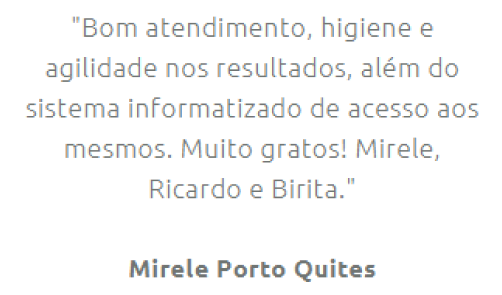 "Bom atendimento, higiene e
agilidade nos resultados, além do
sistema informatizado de acesso aos
mesmos. Muito gratos! Mirele,
Ricardo e Birita."
Mirele Porto Quites